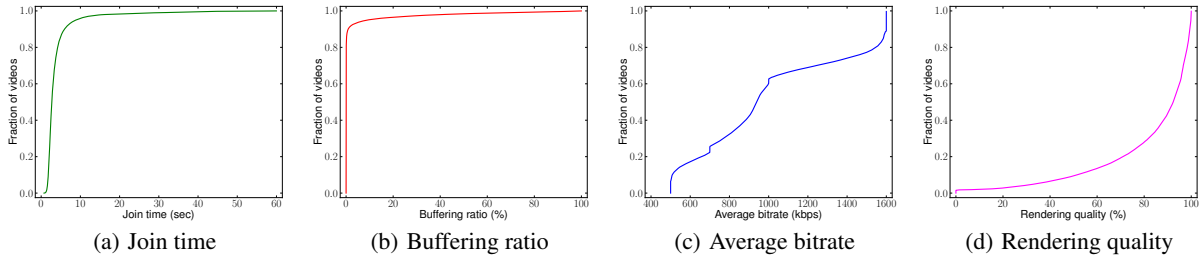 Fraction of videos
1.0
0.8
0.6
0.4
0.2
0.0
0 10 20 30 40 50 60
Join time (sec)
(a) Join time
Fraction of videos
1.0
0.8
0.6
0.4
0.2
0.0
0 20 40 60 80 100
Buffering ratio (%)
(b) Buffering ratio
Fraction of videos
1.0
0.8
0.6
0.4
0.2
0.0
400 600 800 1000 1200 1400 1600
Average bitrate (kbps)
(c) Average bitrate
Fraction of videos
1.0
0.8
0.6
0.4
0.2
0.0
0 20 40 60 80 100
Rendering quality (%)
(d) Rendering quality